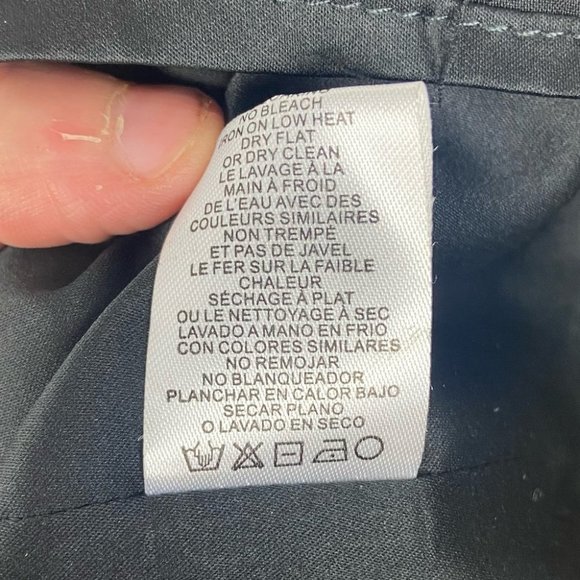 NO BLEACH
IRON ON LOW HEAT
DRY FLAT
OR DRY CLEAN
LE LAVAGE À LA
MAIN À FROID
DE L'EAU AVEC DES
COULEURS SIMILAIRES
NON TREMPÉ
ET PAS DE JAVEL
LE FER SUR LA FAIBLE
CHALEUR
SÉCHAGE À PLAT
OU LE NETTOYAGE À SEC
LAVADO A MANO EN FRIO
CON COLORES SIMILARES
NO REMOJAR
NO BLANQUEADOR
PLANCHAR EN CALOR BAJO
SECAR PLANO
O LAVADO EN SECO